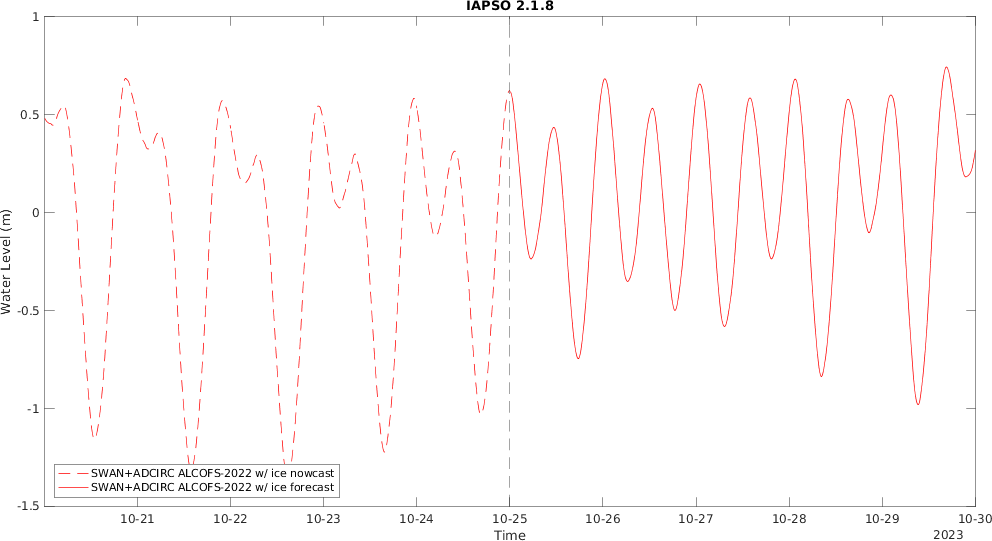 IAPSO 2.1.8
Water Level (m)
1
0.5
0
-0.5
-1
-1.5
SWAN+ADCIRC ALCOFS-2022 w/ ice nowcast
SWAN+ADCIRC ALCOFS-2022 w/ ice forecast
10-21 10-22 10-23 10-24 10-25 10-26 10-27 10-28 10-29 10-30
Time
2023